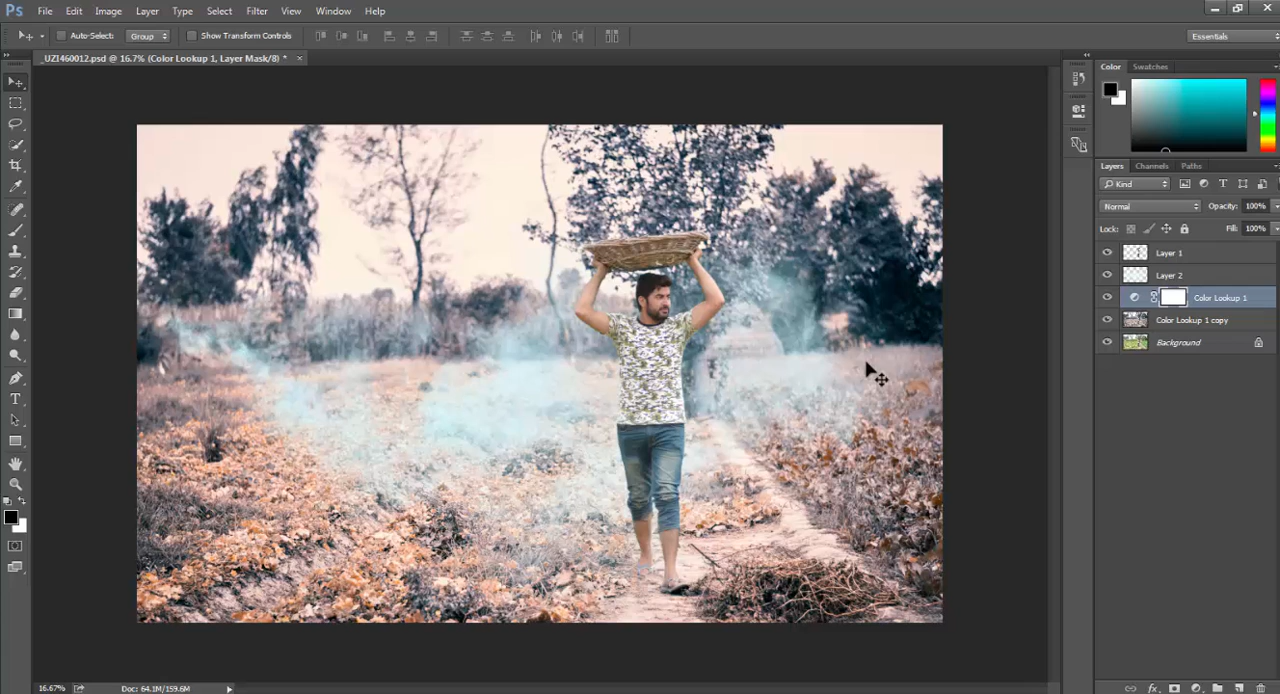 Ps File Edit Image Layer Type Select Filter View Window Help
Auto-Select: Group Show Transform Controls Essentials
_UZI460012.psd @ 16.7% (Color Lookup 1, Layer Mask/8) * ×
Color Swatches
Layers Channels Paths
Kind
Normal Opacity: 100%
Lock: Fill: 100%
Layer 1
Layer 2
Color Lookup 1
Color Lookup 1 copy
Background
16.67% Doc: 64.1M/159.6M
fx